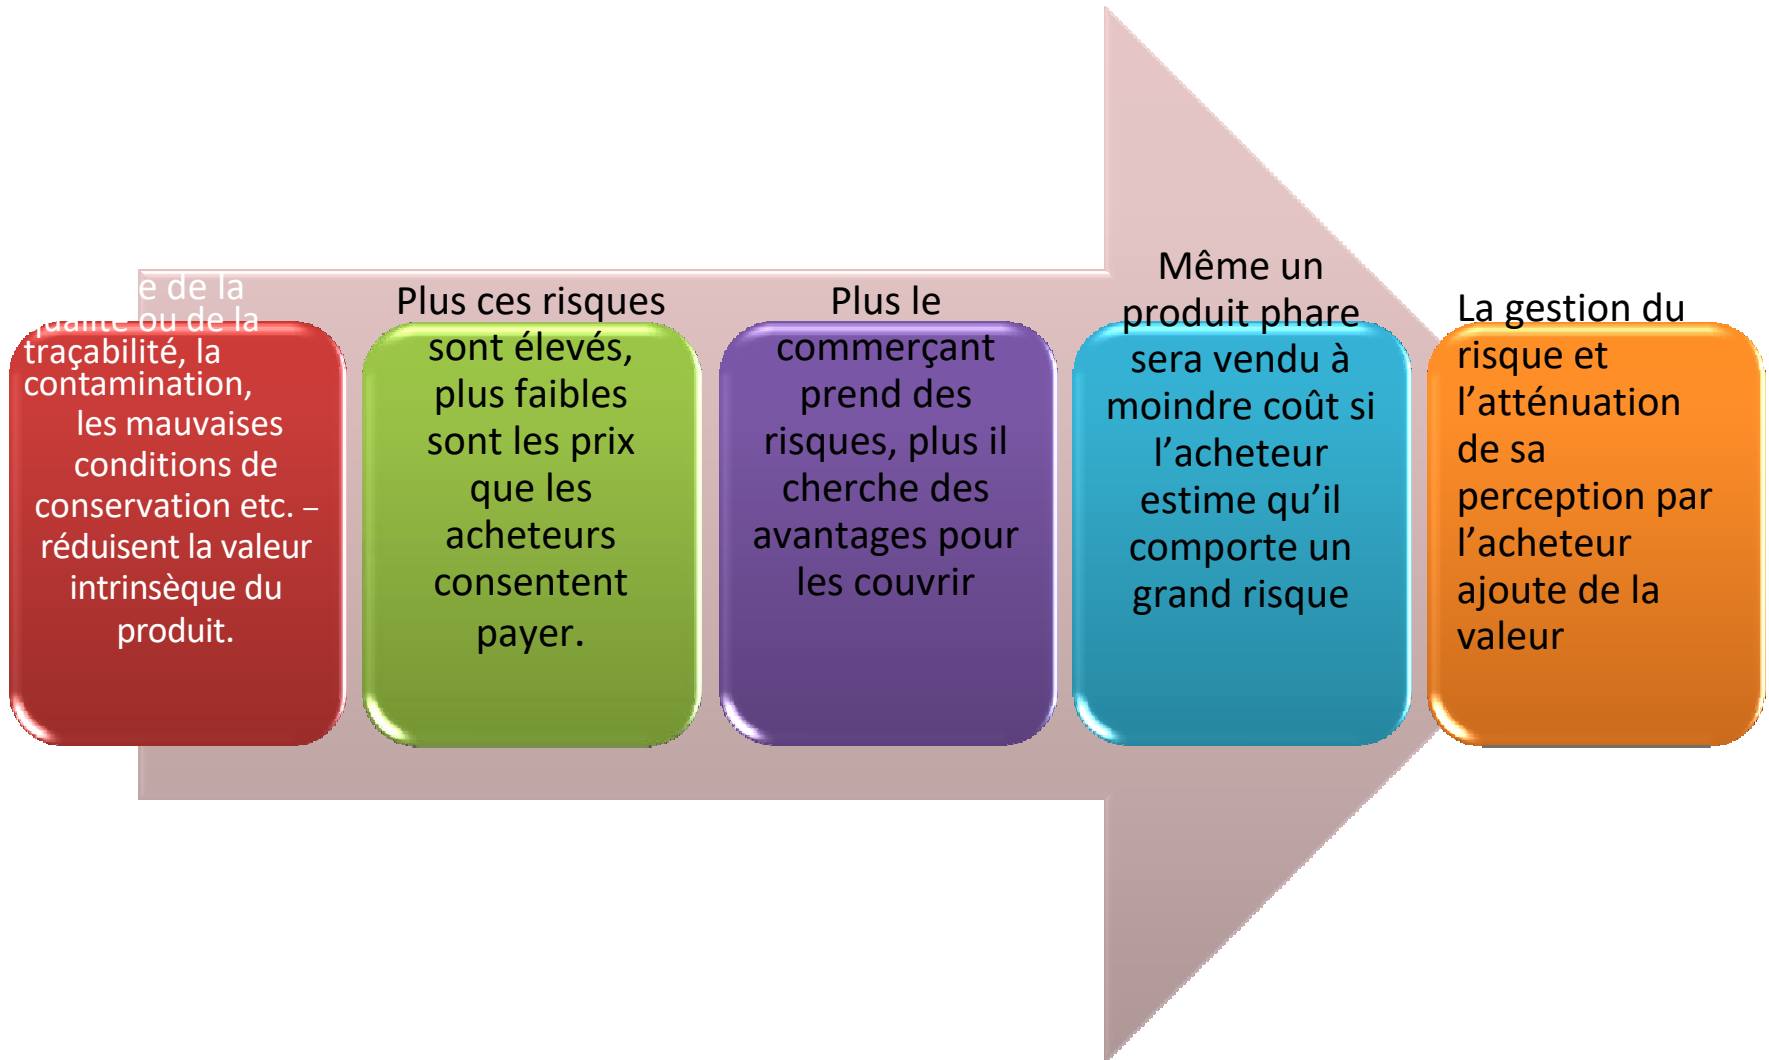 de la
qualité ou de la
traçabilité, la
contamination,
les mauvaises
conditions de
conservation etc. –
réduisent la valeur
intrinsèque du
produit.
Plus ces risques
sont élevés,
plus faibles
sont les prix
que les
acheteurs
consentent
payer.
Plus le
commerçant
prend des
risques, plus il
cherche des
avantages pour
les couvrir
Même un
produit phare
sera vendu à
moindre coût si
l’acheteur
estime qu’il
comporte un
grand risque
La gestion du
risque et
l’atténuation
de sa
perception par
l’acheteur
ajoute de la
valeur